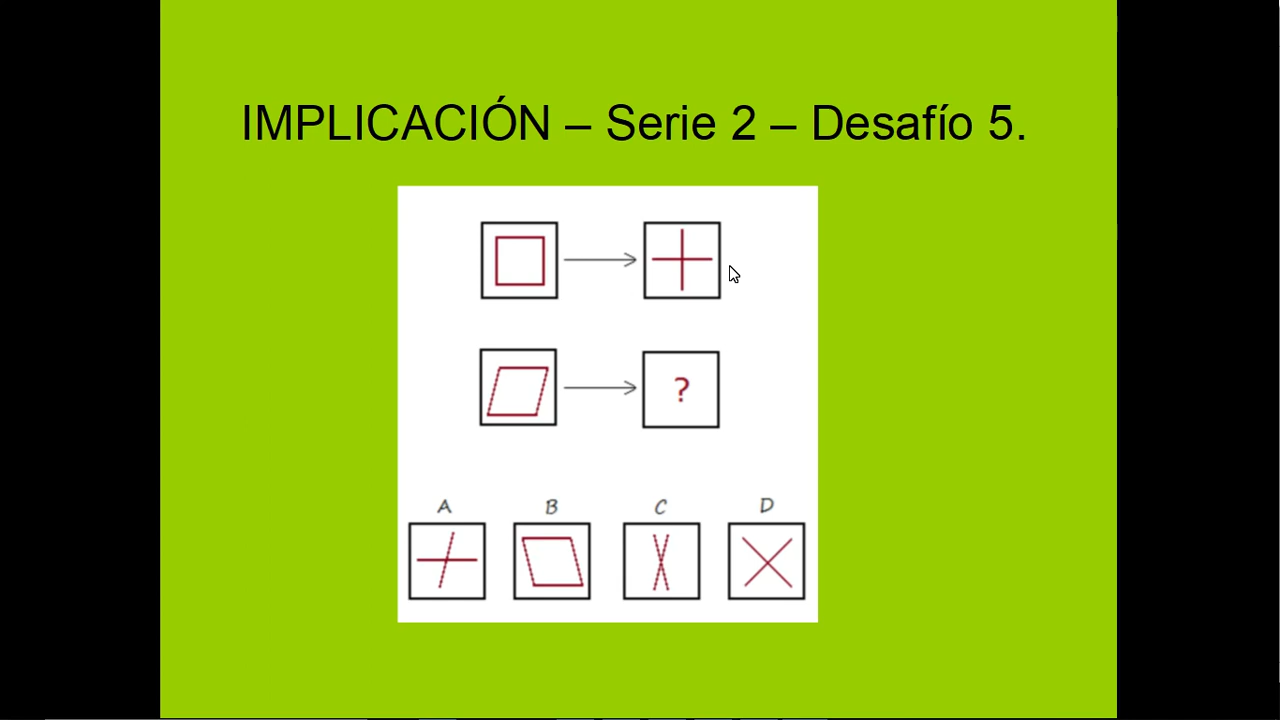 IMPLICACIÓN – Serie 2 – Desafío 5.
?
A B C D